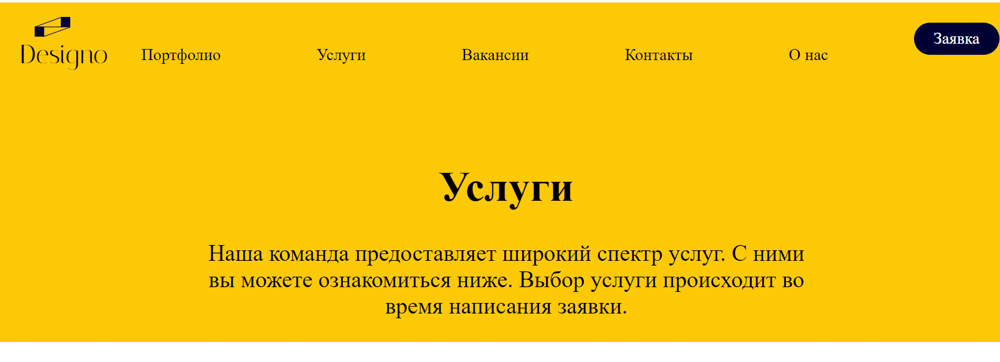 Designo
Портфолио
Услуги
Вакансии
Контакты
О нас
Заявка
Услуги
Наша команда предоставляет широкий спектр услуг. С ними
вы можете ознакомиться ниже. Выбор услуги происходит во
время написания заявки.